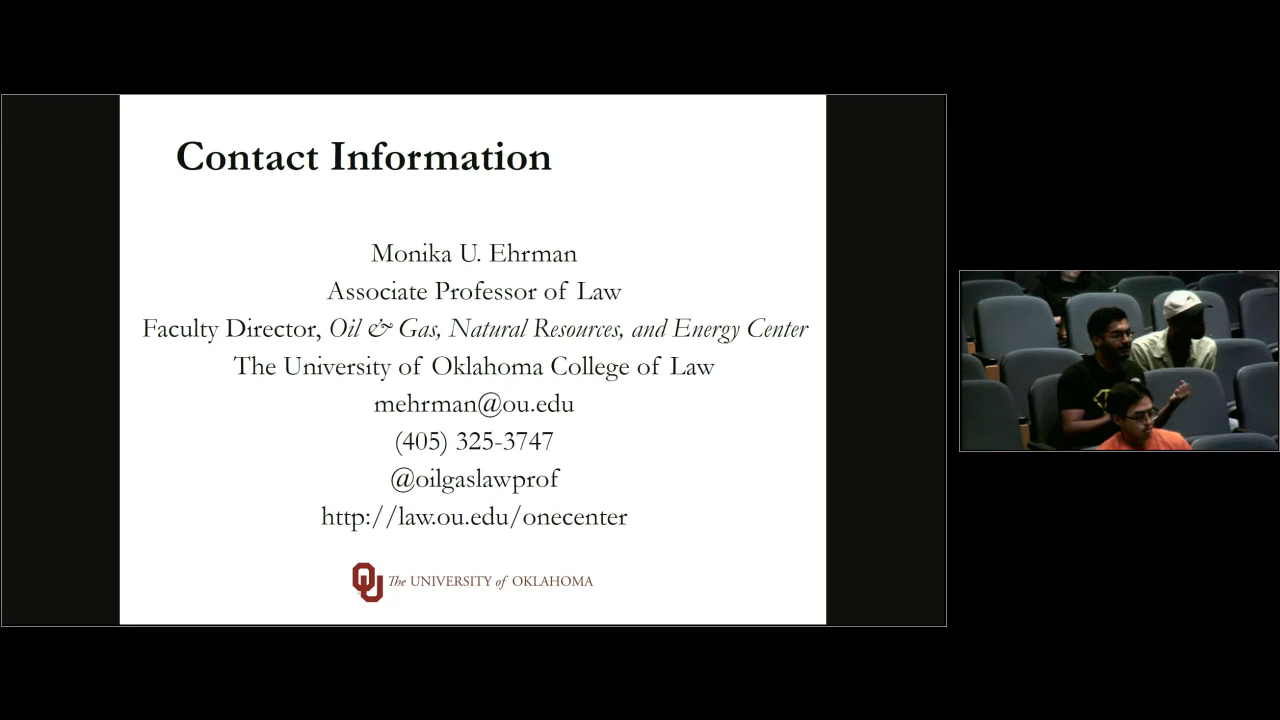 Contact Information
Monika U. Ehrman
Associate Professor of Law
Faculty Director, Oil & Gas, Natural Resources, and Energy Center
The University of Oklahoma College of Law
mehrman@ou.edu
(405) 325-3747
@oilgaslawprof
http://law.ou.edu/onecenter
OU The UNIVERSITY of OKLAHOMA